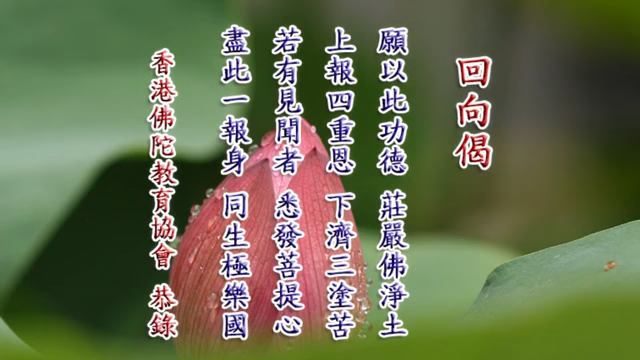 回向偈
願以此功德 莊嚴佛淨土
上報四重恩 下濟三塗苦
若有見聞者 悉發菩提心
盡此一報身 同生極樂國
香港佛陀教育協會 恭錄